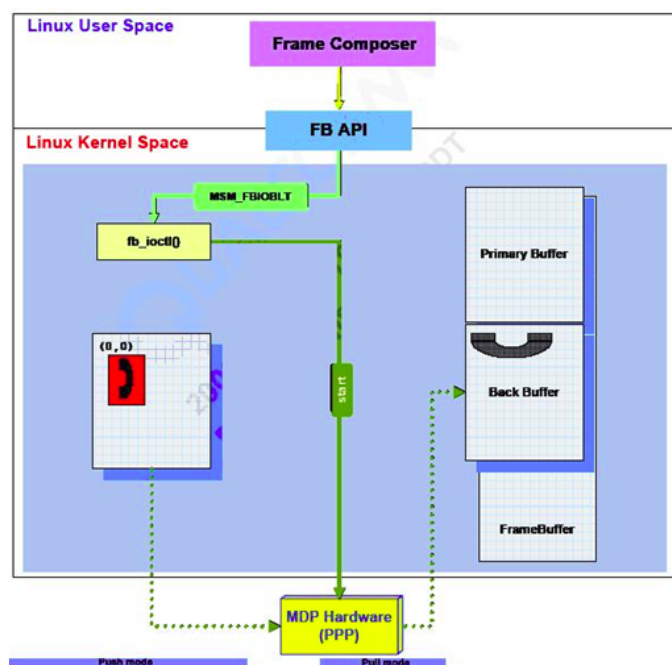 Linux User Space
Frame Composer
FB API
Linux Kernel Space
MSM_FBIOBLT
fb_ioctl()
Primary Buffer
(0,0)
Back Buffer
start
FrameBuffer
MDP Hardware
(PPP)
Push mode
Pull mode